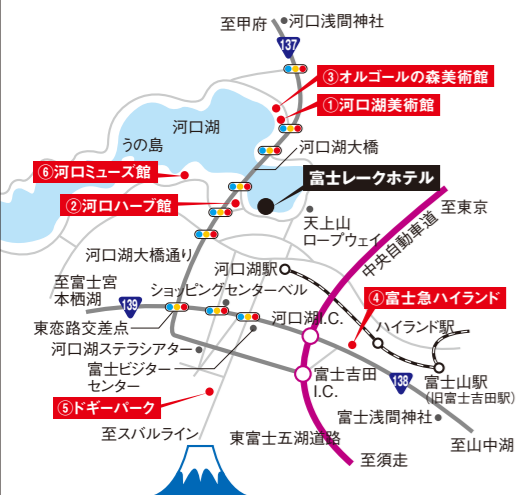 至甲府
河口浅間神社
137
③オルゴールの森美術館
①河口湖美術館
河口湖
うの島
河口湖大橋
⑥河口ミューズ館
富士レークホテル
②河口ハーブ館
至東京
天上山
ロープウェイ
中央自動車道
河口湖大橋通り
河口湖駅
至富士宮
本栖湖
ショッピングセンターベル
139
④富士急ハイランド
河口湖I.C.
ハイランド駅
東恋路交差点
河口湖ステラシアター
富士ビジター
センター
富士吉田
I.C.
138
富士山駅
(旧富士吉田駅)
⑤ドギーパーク
富士浅間神社
至スバルライン
東富士五湖道路
至山中湖
至須走